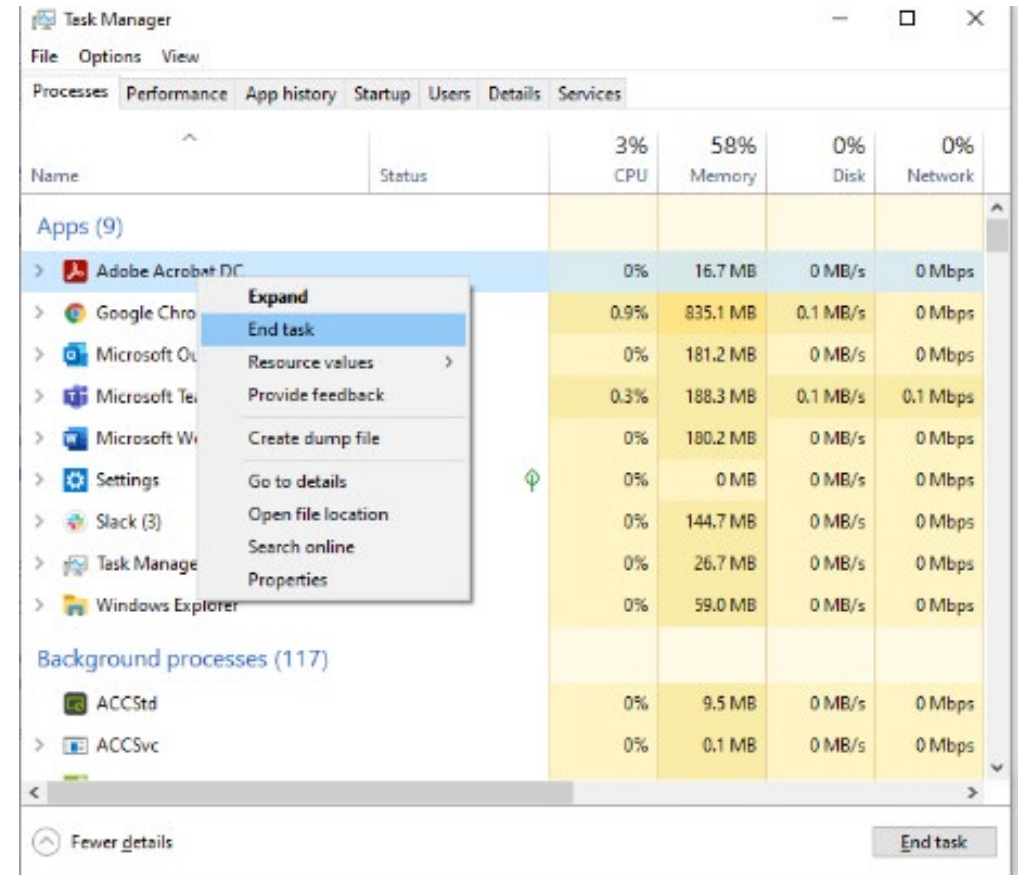 Task Manager
File Options View
Processes Performance App history Startup Users Details Services
3% 58% 0% 0%
Name Status CPU Memory Disk Network
Apps (9)
Adobe Acrobat DC 0% 16.7 MB 0 MB/s 0 Mbps
Expand
Google Chro 0.9% 835.1 MB 0.1 MB/s 0 Mbps
End task
Microsoft Ou 0% 181.2 MB 0 MB/s 0 Mbps
Resource values
Microsoft Te 0.3% 188.3 MB 0.1 MB/s 0.1 Mbps
Provide feedback
Microsoft W 0% 180.2 MB 0 MB/s 0 Mbps
Create dump file
Settings 0% 0 MB 0 MB/s 0 Mbps
Go to details
Slack (3) 0% 144.7 MB 0 MB/s 0 Mbps
Open file location
Search online
Task Manage 0% 26.7 MB 0 MB/s 0 Mbps
Properties
Windows Explorer 0% 59.0 MB 0 MB/s 0 Mbps
Background processes (117)
ACCStd 0% 9.5 MB 0 MB/s 0 Mbps
ACCSvc 0% 0.1 MB 0 MB/s 0 Mbps
Fewer details End task